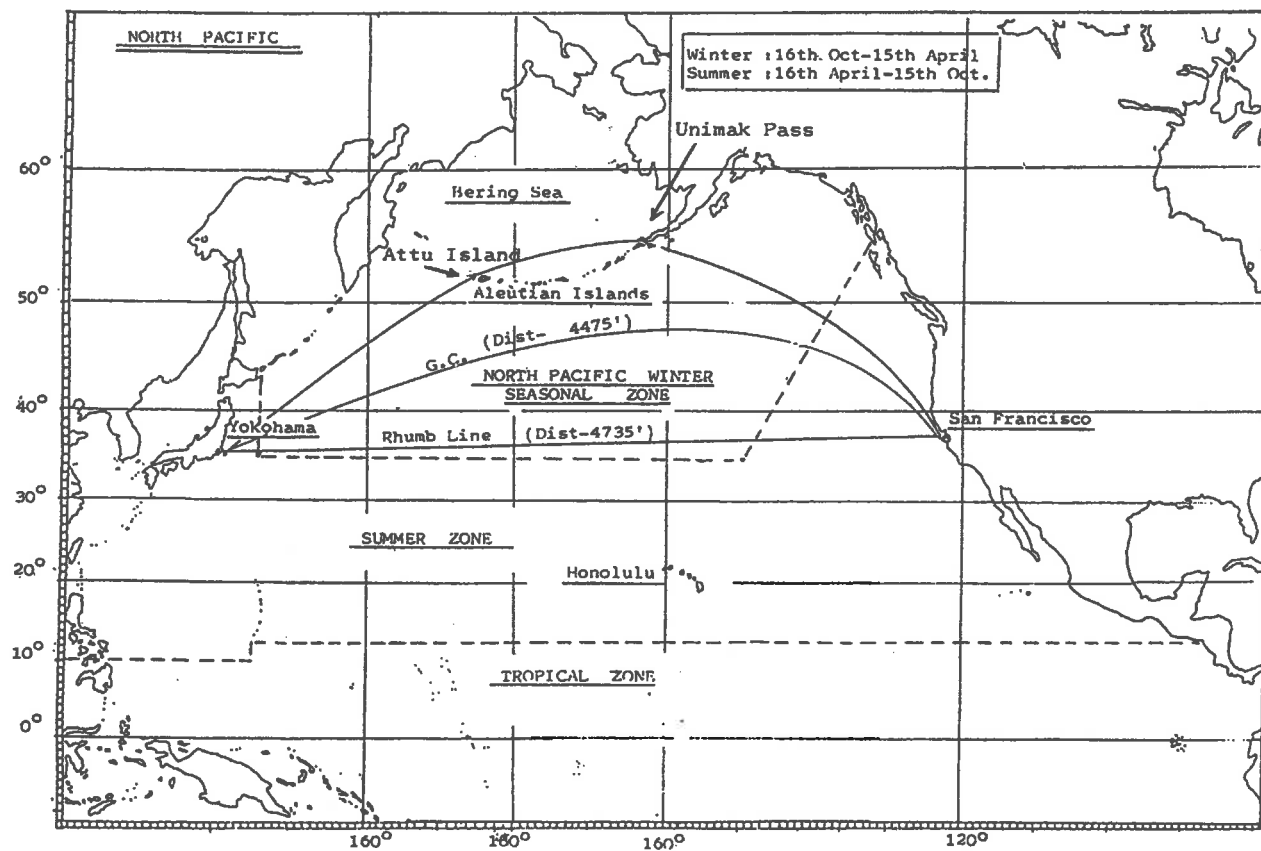 NORTH PACIFIC
Winter :16th Oct-15th April
Summer :16th April-15th Oct.
Unimak Pass
60°
Bering Sea
Attu Island
50°
Aleutian Islands
(Dist- 4475')
G.C.
NORTH PACIFIC WINTER
SEASONAL ZONE
40°
Yokohama
San Francisco
Rhumb Line (Dist-4735')
30°
SUMMER ZONE
20°
Honolulu
10°
TROPICAL ZONE
0°
160° 180° 160° 120°